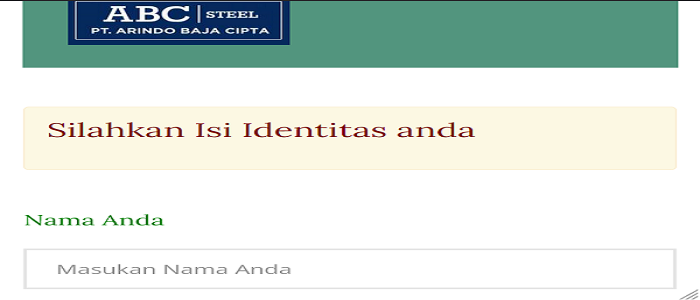 ABC | STEEL
PT. ARINDO BAJA CIPTA
Silahkan Isi Identitas anda
Nama Anda
Masukan Nama Anda